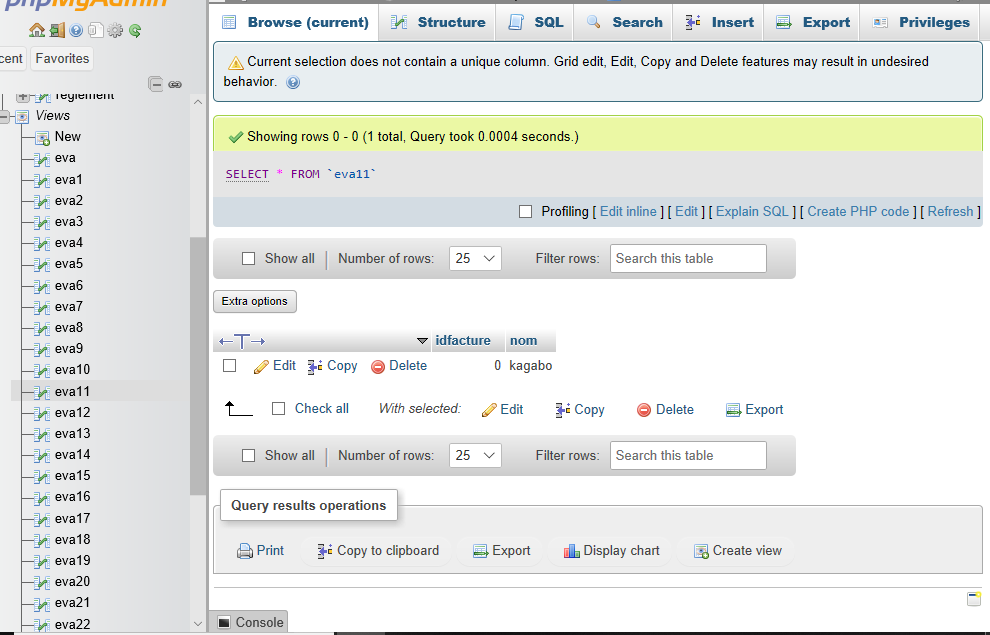 phpMyAdmin
Browse (current)
Structure
SQL
Search
Insert
Export
Privileges
cent
Favorites
Current selection does not contain a unique column. Grid edit, Edit, Copy and Delete features may result in undesired
behavior.
reglement
Views
New
eva
eva1
eva2
eva3
eva4
eva5
eva6
eva7
eva8
eva9
eva10
eva11
eva12
eva13
eva14
eva15
eva16
eva17
eva18
eva19
eva20
eva21
eva22
Showing rows 0 - 0 (1 total, Query took 0.0004 seconds.)
SELECT * FROM `eva11`
Profiling [ Edit inline ] [ Edit ] [ Explain SQL ] [ Create PHP code ] [ Refresh ]
Show all | Number of rows: 25 Filter rows: Search this table
Extra options
←T→ idfacture nom
Edit Copy Delete 0 kagabo
Check all With selected: Edit Copy Delete Export
Show all | Number of rows: 25 Filter rows: Search this table
Query results operations
Print Copy to clipboard Export Display chart Create view
Console